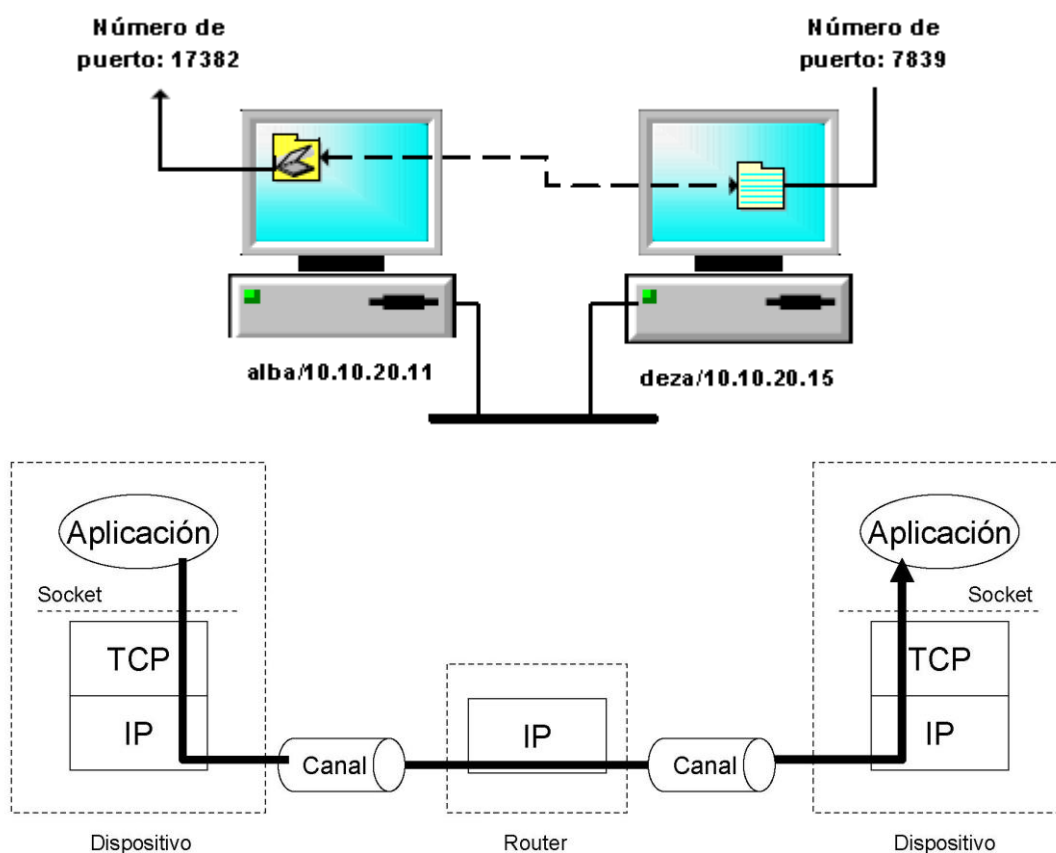 Número de
puerto: 17382
Número de
puerto: 7839
alba/10.10.20.11
deza/10.10.20.15
Aplicación
Socket
TCP
IP
Canal
IP
Canal
Aplicación
Socket
TCP
IP
Dispositivo
Router
Dispositivo